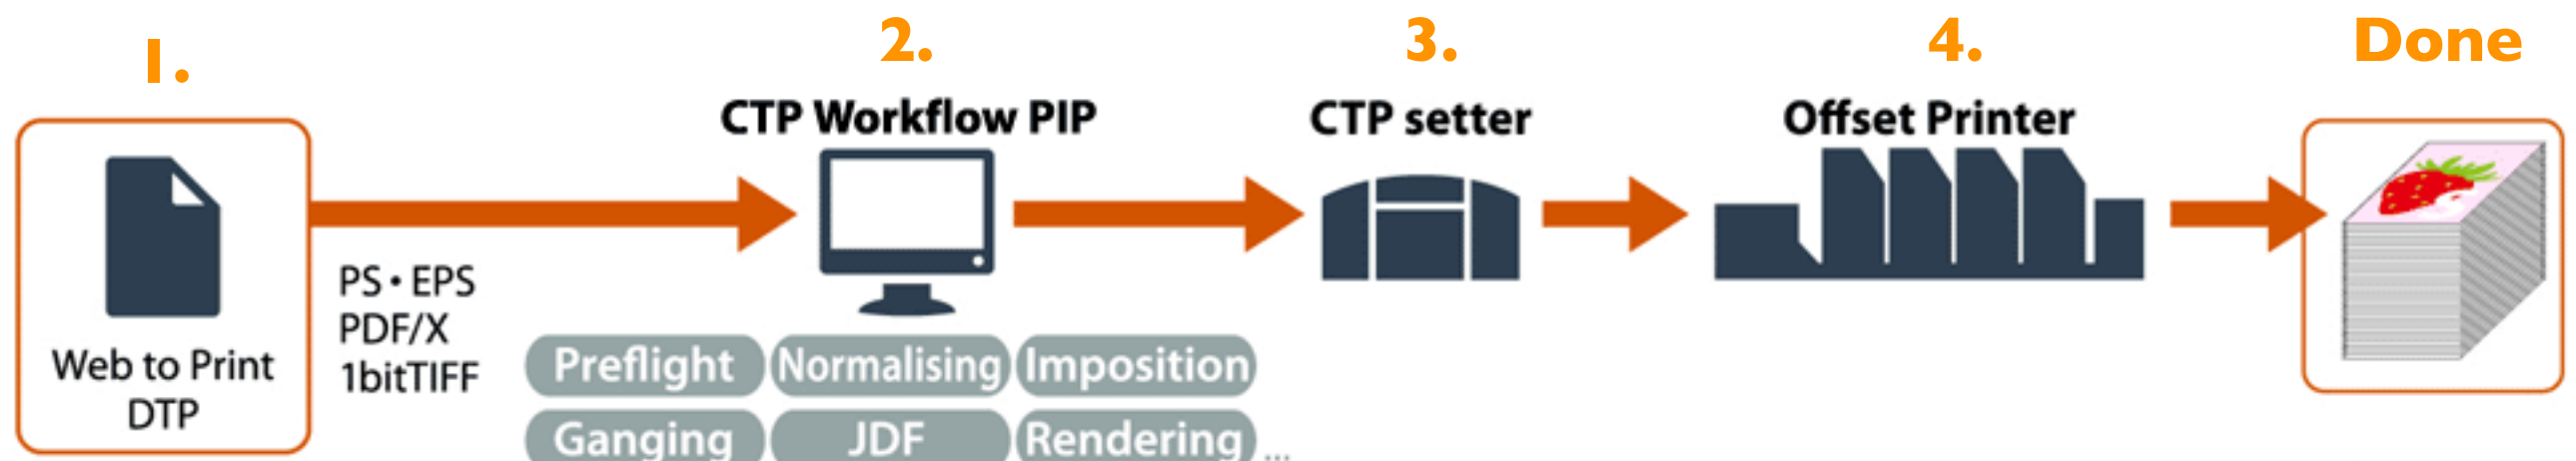 1.
2.
3.
4.
Done
CTP Workflow PIP
CTP setter
Offset Printer
PS・EPS
PDF/X
1bitTIFF
Web to Print
DTP
Preflight
Normalising
Imposition
Ganging
JDF
Rendering
...